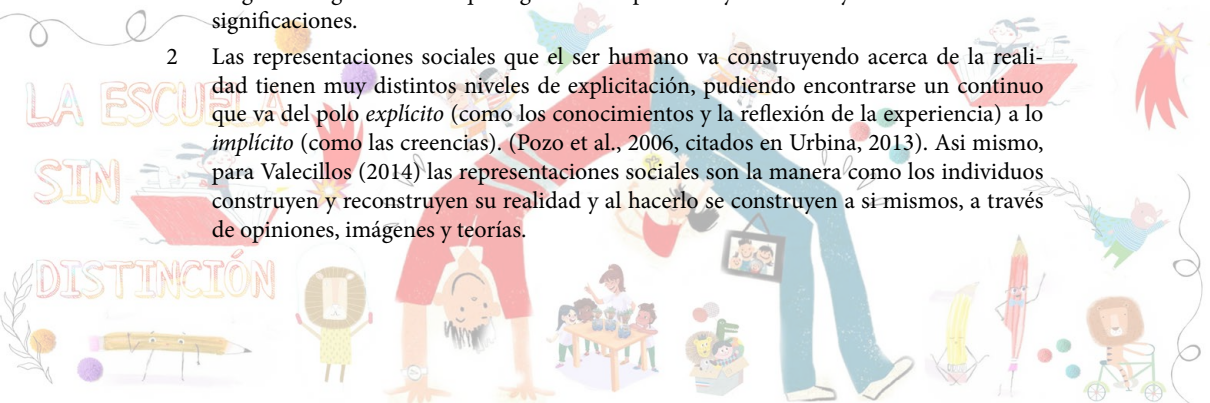 significaciones.
2 Las representaciones sociales que el ser humano va construyendo acerca de la reali-
dad tienen muy distintos niveles de explicitación, pudiendo encontrarse un continuo
que va del polo explícito (como los conocimientos y la reflexión de la experiencia) a lo
implícito (como las creencias). (Pozo et al., 2006, citados en Urbina, 2013). Asi mismo,
para Valecillos (2014) las representaciones sociales son la manera como los individuos
construyen y reconstruyen su realidad y al hacerlo se construyen a si mismos, a través
de opiniones, imágenes y teorías.
LA ESCUELA
SIN
DISTINCIÓN